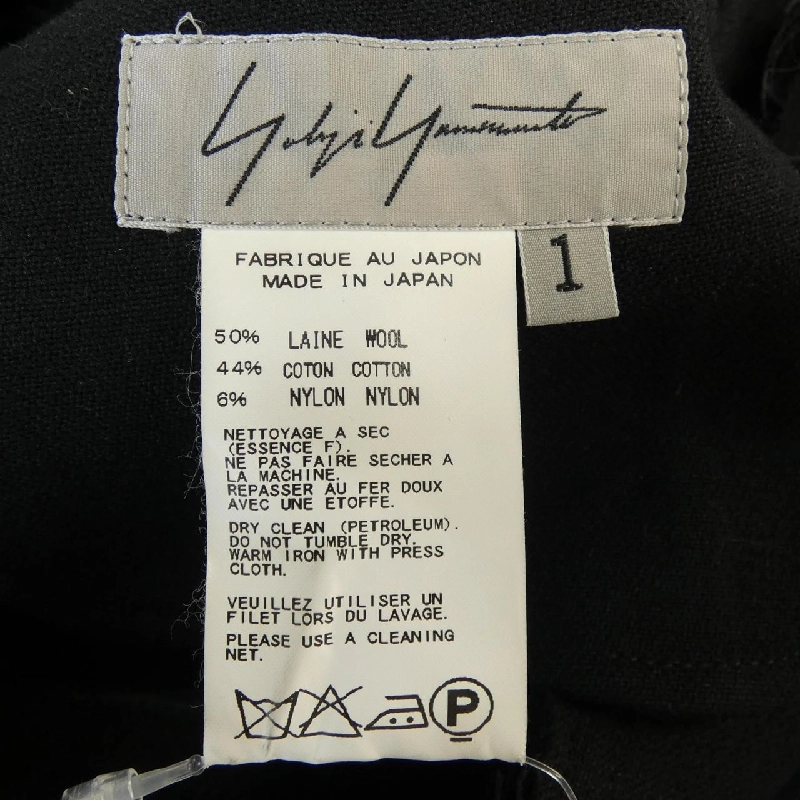 Yohji Yamamoto
1
FABRIQUE AU JAPON
MADE IN JAPAN
50% LAINE WOOL
44% COTON COTTON
6% NYLON NYLON
NETTOYAGE A SEC
(ESSENCE F).
NE PAS FAIRE SECHER A
LA MACHINE.
REPASSER AU FER DOUX
AVEC UNE ETOFFE.
DRY CLEAN (PETROLEUM).
DO NOT TUMBLE DRY.
WARM IRON WITH PRESS
CLOTH.
VEUILLEZ UTILISER UN
FILET LORS DU LAVAGE.
PLEASE USE A CLEANING
NET.
P